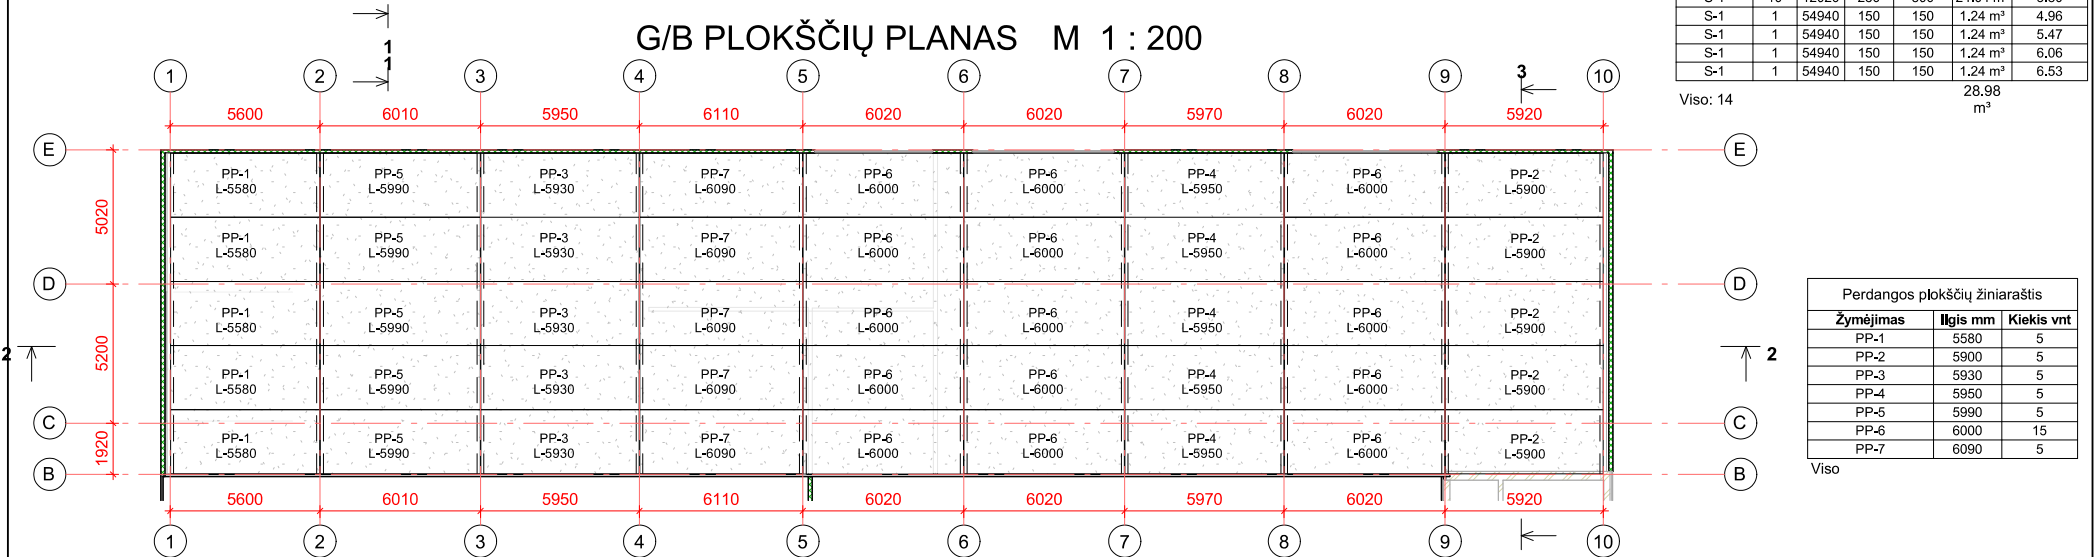 G/B PLOKŠČIŲ PLANAS M 1 : 200
S-1 1 54940 150 150 1.24 m³ 4.96
S-1 1 54940 150 150 1.24 m³ 5.47
S-1 1 54940 150 150 1.24 m³ 6.06
S-1 1 54940 150 150 1.24 m³ 6.53
Viso: 14 28.98
m³
1
1
3
1 2 3 4 5 6 7 8 9 10
5600 6010 5950 6110 6020 6020 5970 6020 5920
E E
PP-1 PP-5 PP-3 PP-7 PP-6 PP-6 PP-4 PP-6 PP-2
L-5580 L-5990 L-5930 L-6090 L-6000 L-6000 L-5950 L-6000 L-5900
5020
PP-1 PP-5 PP-3 PP-7 PP-6 PP-6 PP-4 PP-6 PP-2
L-5580 L-5990 L-5930 L-6090 L-6000 L-6000 L-5950 L-6000 L-5900
D D
PP-1 PP-5 PP-3 PP-7 PP-6 PP-6 PP-4 PP-6 PP-2
L-5580 L-5990 L-5930 L-6090 L-6000 L-6000 L-5950 L-6000 L-5900
2 5200 2
PP-1 PP-5 PP-3 PP-7 PP-6 PP-6 PP-4 PP-6 PP-2
L-5580 L-5990 L-5930 L-6090 L-6000 L-6000 L-5950 L-6000 L-5900
C C
1920
PP-1 PP-5 PP-3 PP-7 PP-6 PP-6 PP-4 PP-6 PP-2
L-5580 L-5990 L-5930 L-6090 L-6000 L-6000 L-5950 L-6000 L-5900
B B
5600 6010 5950 6110 6020 6020 5970 6020 5920
1 2 3 4 5 6 7 8 9 10
Perdangos plokščių žiniaraštis
Žymėjimas Ilgis mm Kiekis vnt
PP-1 5580 5
PP-2 5900 5
PP-3 5930 5
PP-4 5950 5
PP-5 5990 5
PP-6 6000 15
PP-7 6090 5
Viso